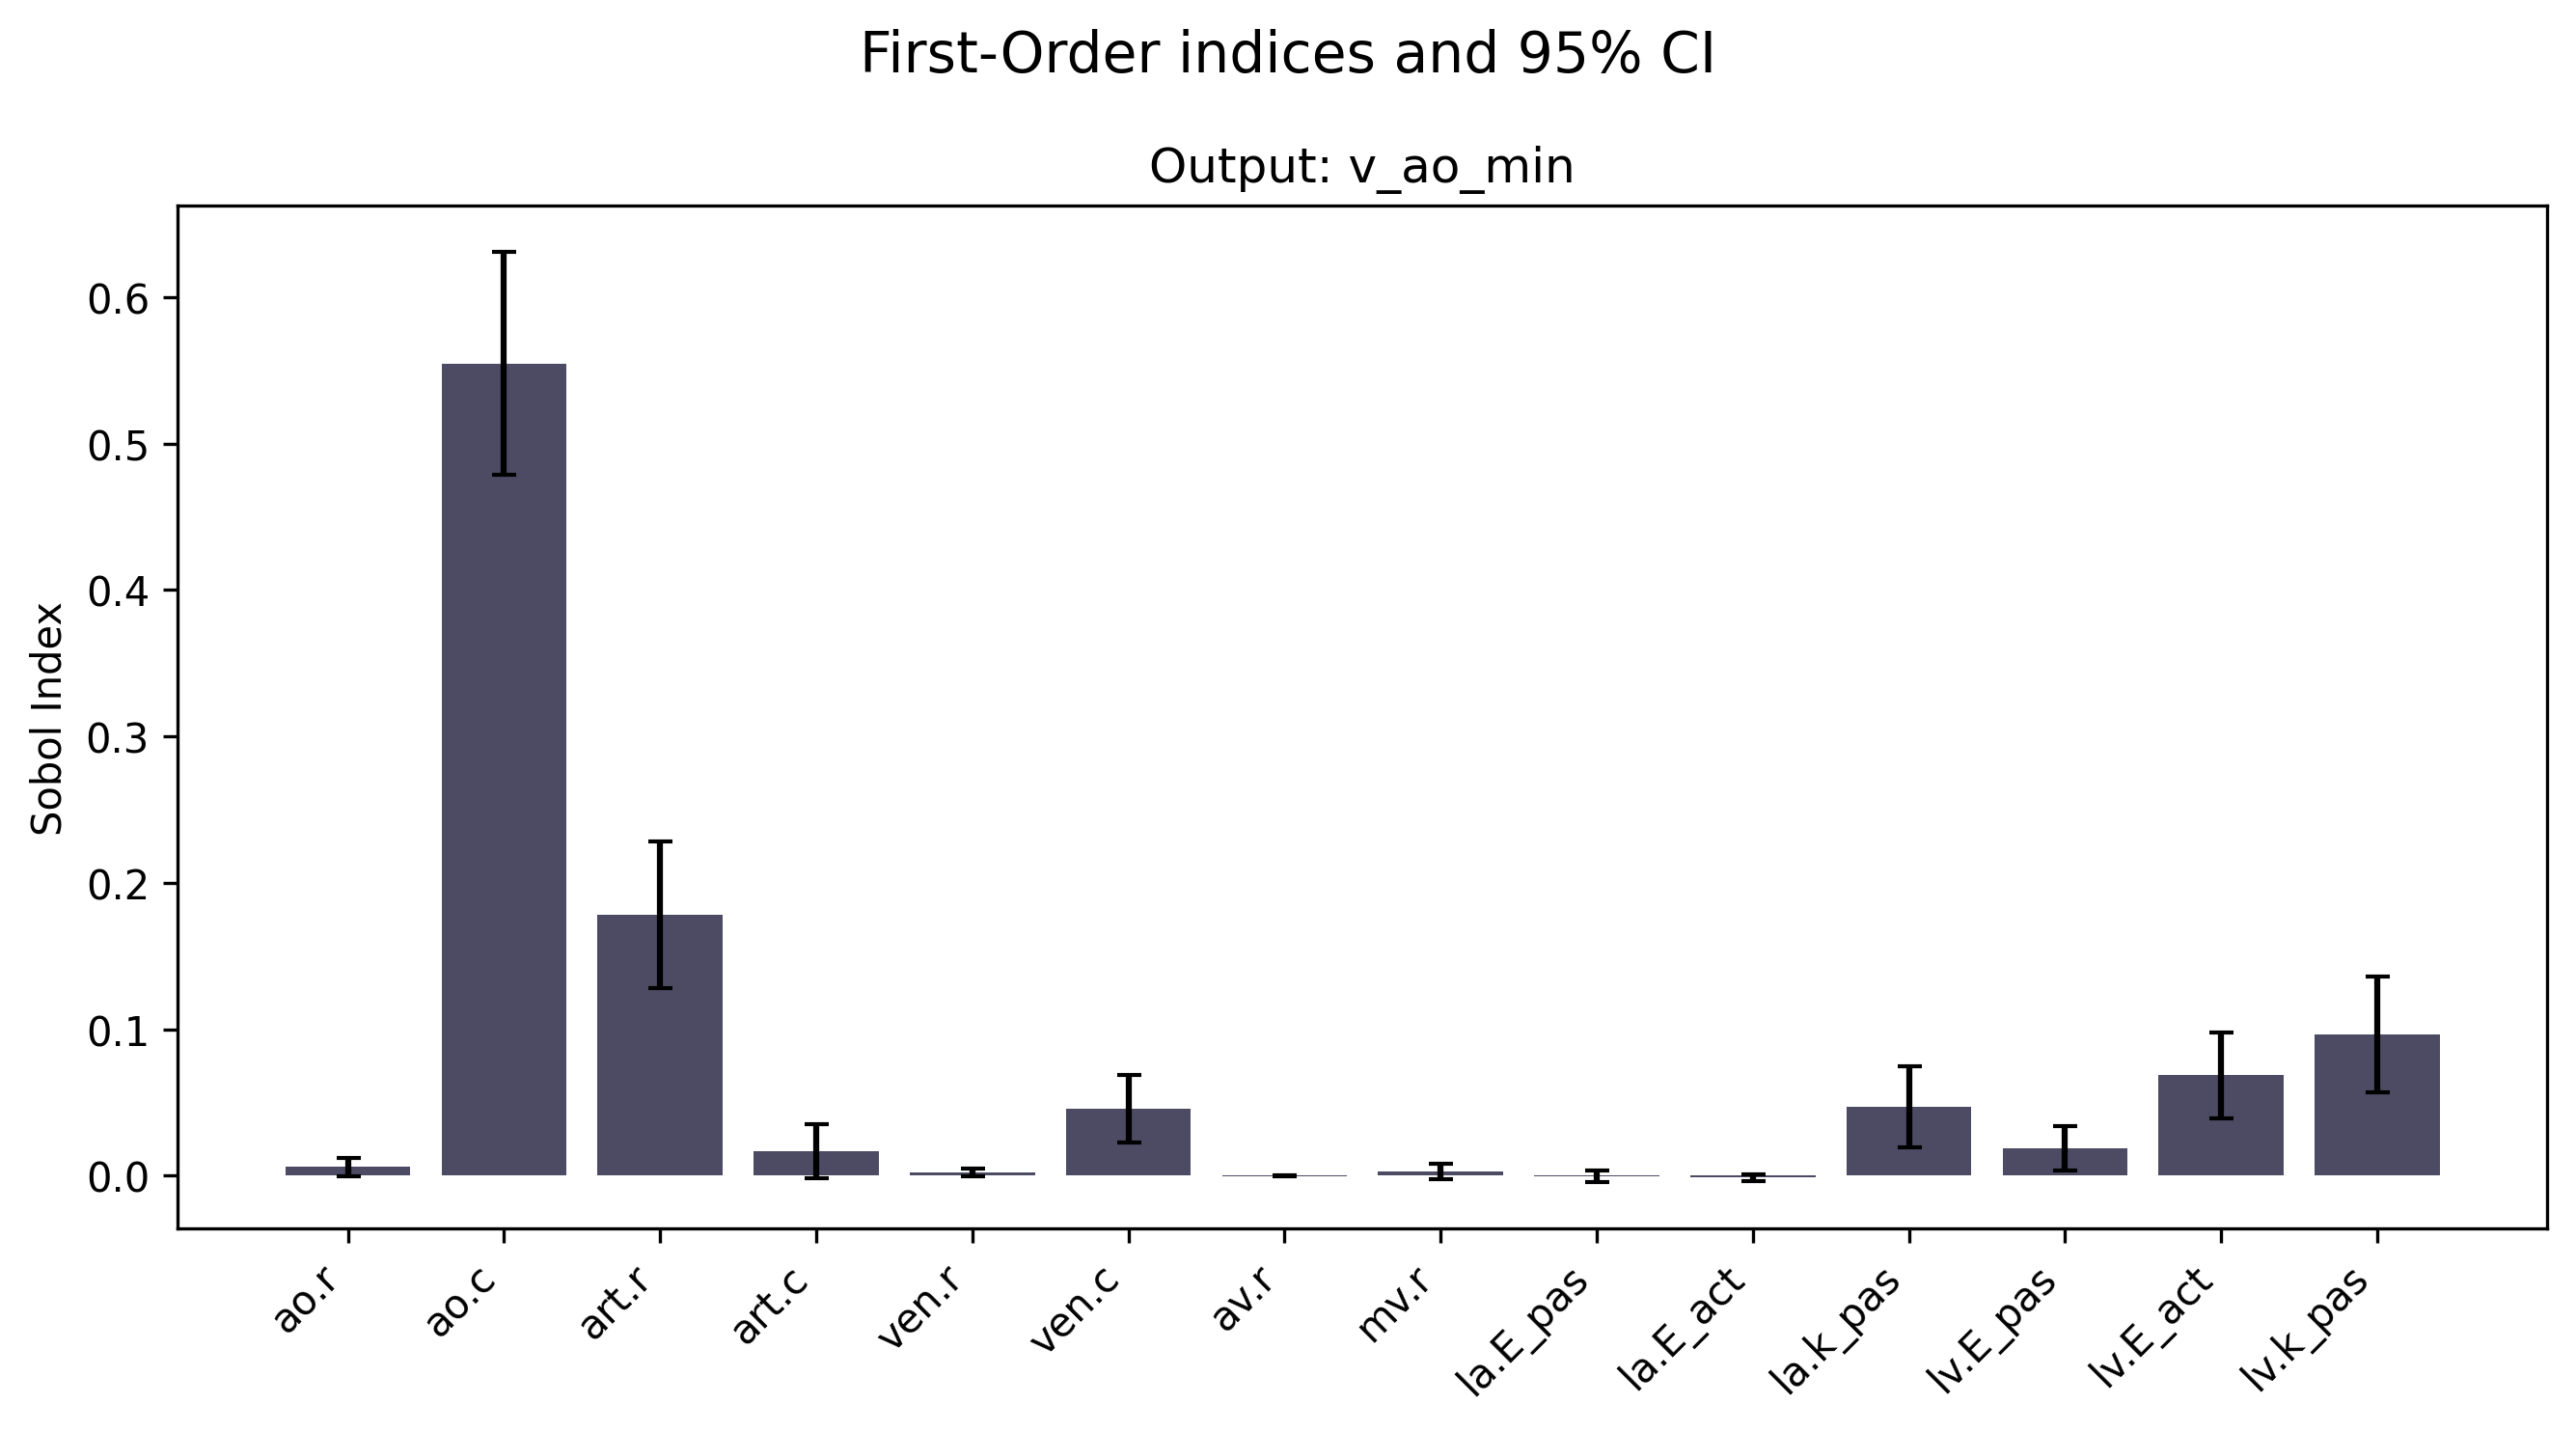 First-Order indices and 95% CI
Output: v_ao_min
Sobol Index
0.6
0.5
0.4
0.3
0.2
0.1
0.0
ao.r
ao.c
art.r
art.c
ven.r
ven.c
av.r
mv.r
la.E_pas
la.E_act
la.k_pas
lv.E_pas
lv.E_act
lv.k_pas